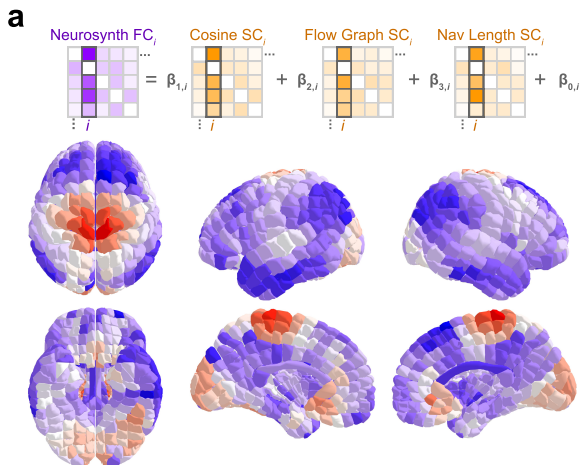 a
Neurosynth FCi Cosine SCi Flow Graph SCi Nav Length SCi
... = β1,i ... + β2,i ... + β3,i ... + β0,i
⋮ i ⋮ i ⋮ i ⋮ i